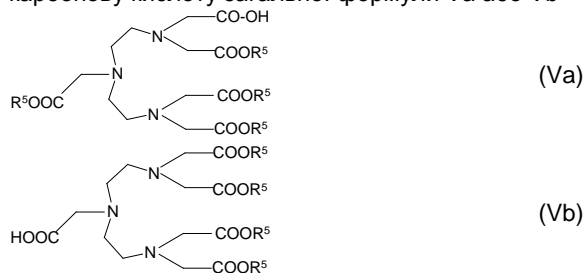 карбонову кислоту загальної формули Va або Vb
CO-OH
N
COOR⁵
N
(Va)
R⁵OOC
COOR⁵
N
COOR⁵
COOR⁵
N
COOR⁵
N
(Vb)
HOOC
COOR⁵
N
COOR⁵